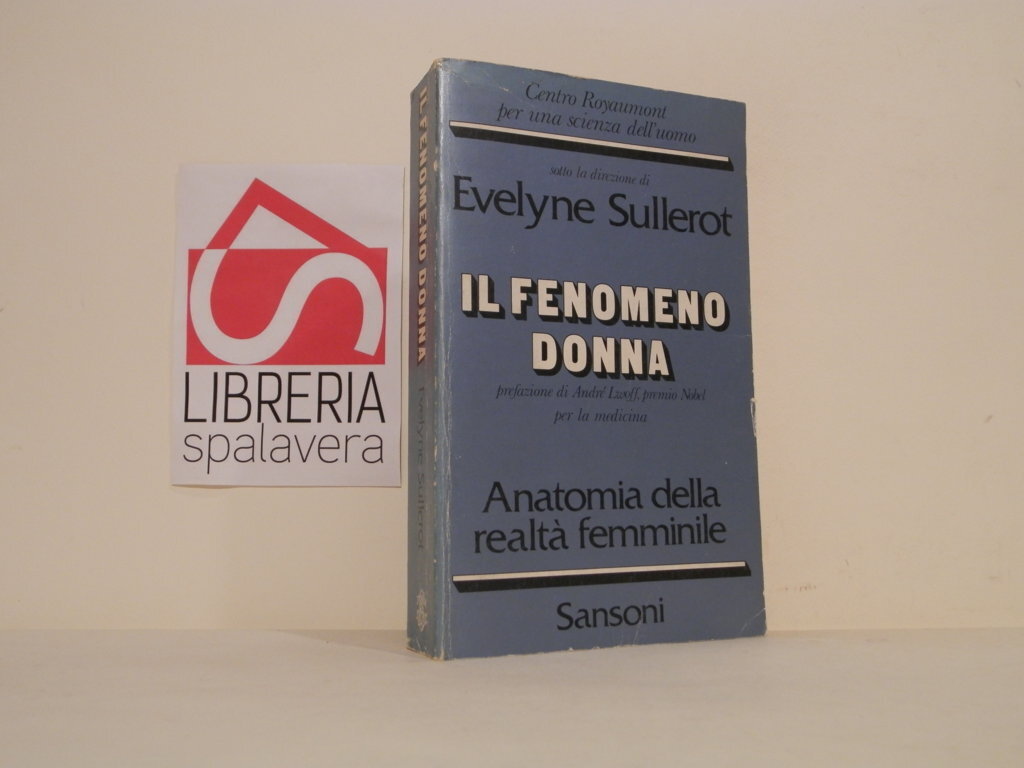 LIBRERIA
spalavera
IL FENOMENO DONNA Evelyne Sullerot
Centro Royaumont
per una scienza dell'uomo
sotto la direzione di
Evelyne Sullerot
IL FENOMENO
DONNA
prefazione di André Lwoff, premio Nobel
per la medicina
Anatomia della
realtà femminile
Sansoni